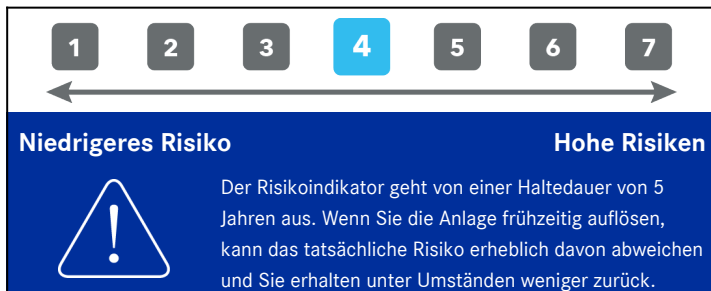 1 2 3 4 5 6 7
Niedrigeres Risiko Hohe Risiken
Der Risikoindikator geht von einer Haltedauer von 5
Jahren aus. Wenn Sie die Anlage frühzeitig auflösen,
kann das tatsächliche Risiko erheblich davon abweichen
und Sie erhalten unter Umständen weniger zurück.